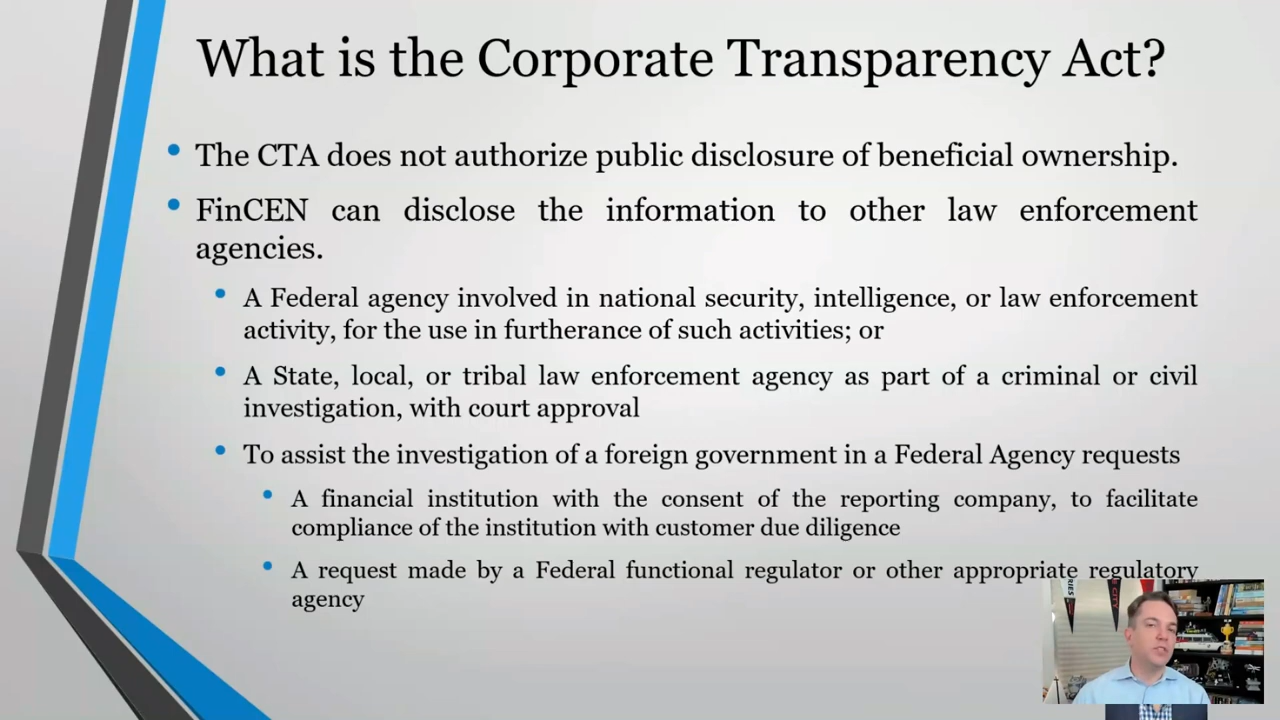 What is the Corporate Transparency Act?
• The CTA does not authorize public disclosure of beneficial ownership.
• FinCEN can disclose the information to other law enforcement
agencies.
• A Federal agency involved in national security, intelligence, or law enforcement
activity, for the use in furtherance of such activities; or
• A State, local, or tribal law enforcement agency as part of a criminal or civil
investigation, with court approval
• To assist the investigation of a foreign government in a Federal Agency requests
• A financial institution with the consent of the reporting company, to facilitate
compliance of the institution with customer due diligence
• A request made by a Federal functional regulator or other appropriate regulatory
agency